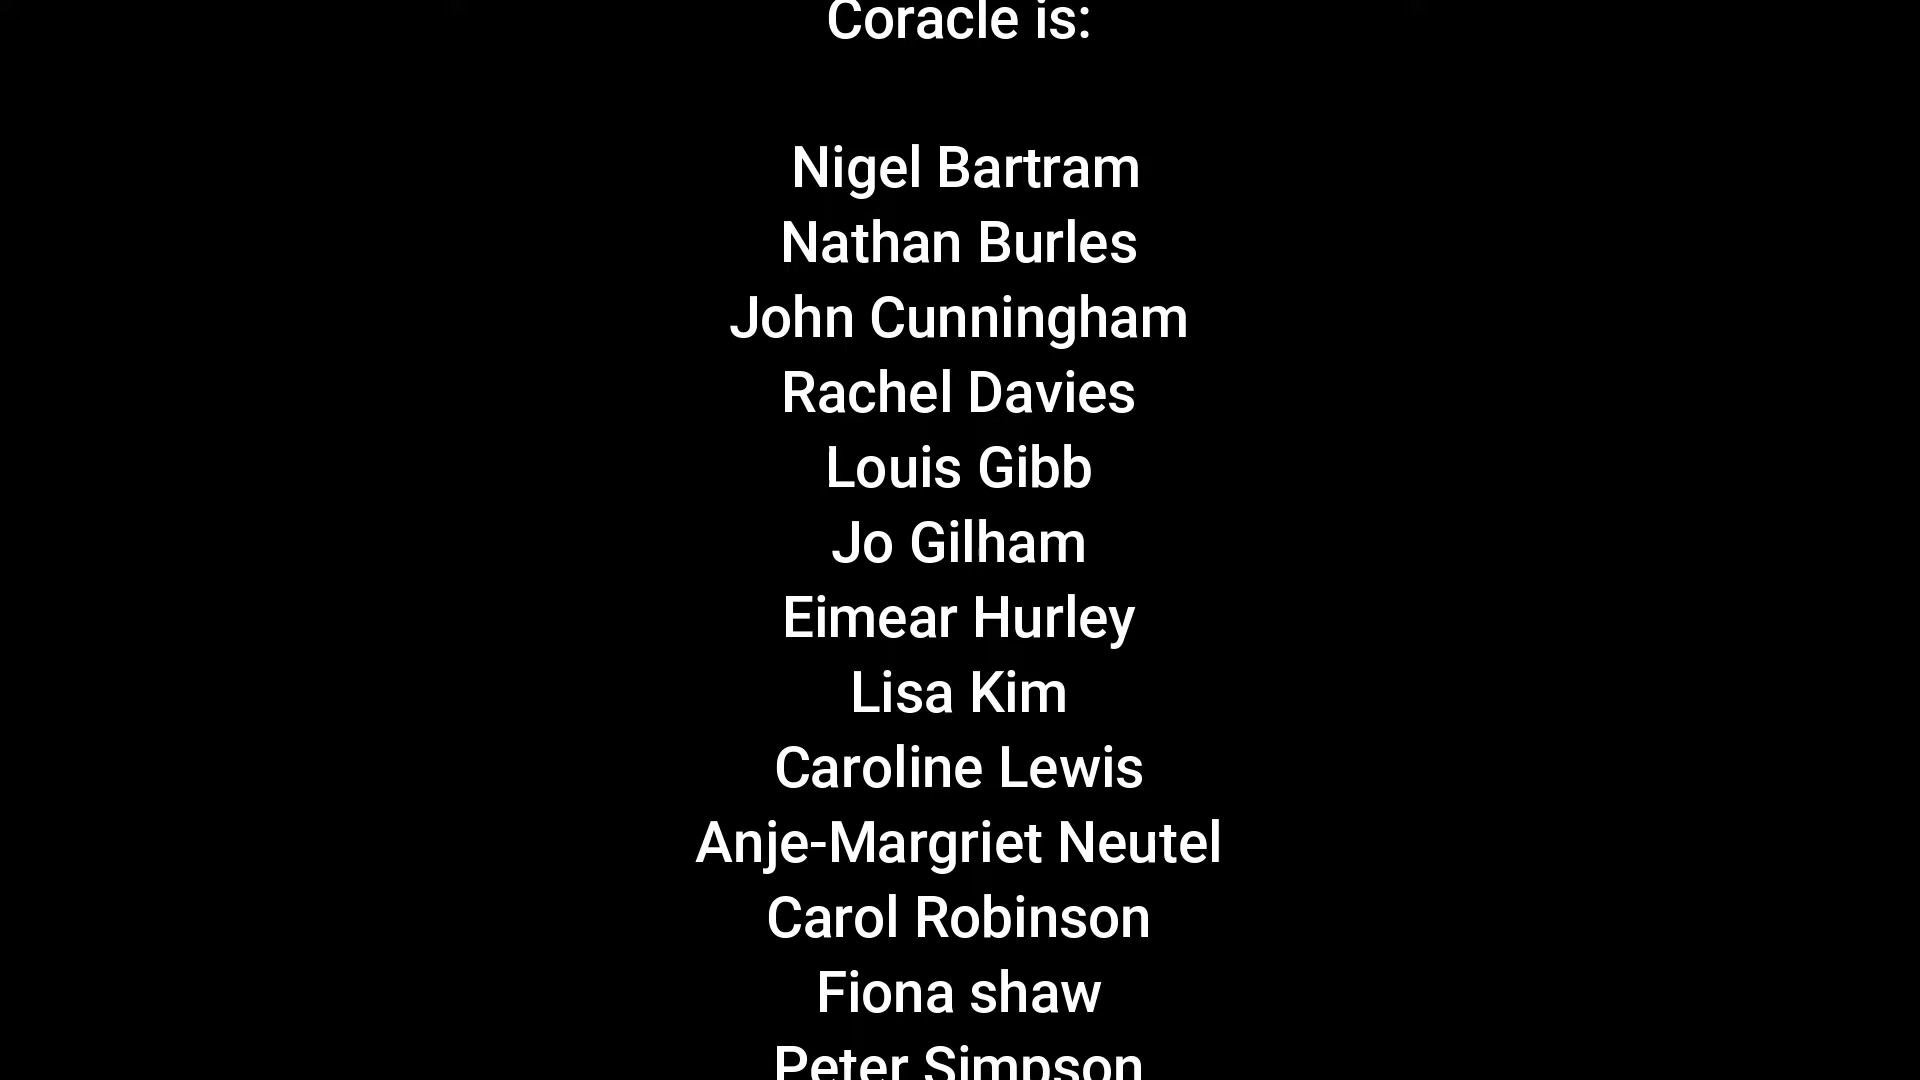 Coracle is:
Nigel Bartram
Nathan Burles
John Cunningham
Rachel Davies
Louis Gibb
Jo Gilham
Eimear Hurley
Lisa Kim
Caroline Lewis
Anje-Margriet Neutel
Carol Robinson
Fiona shaw
Peter Simpson